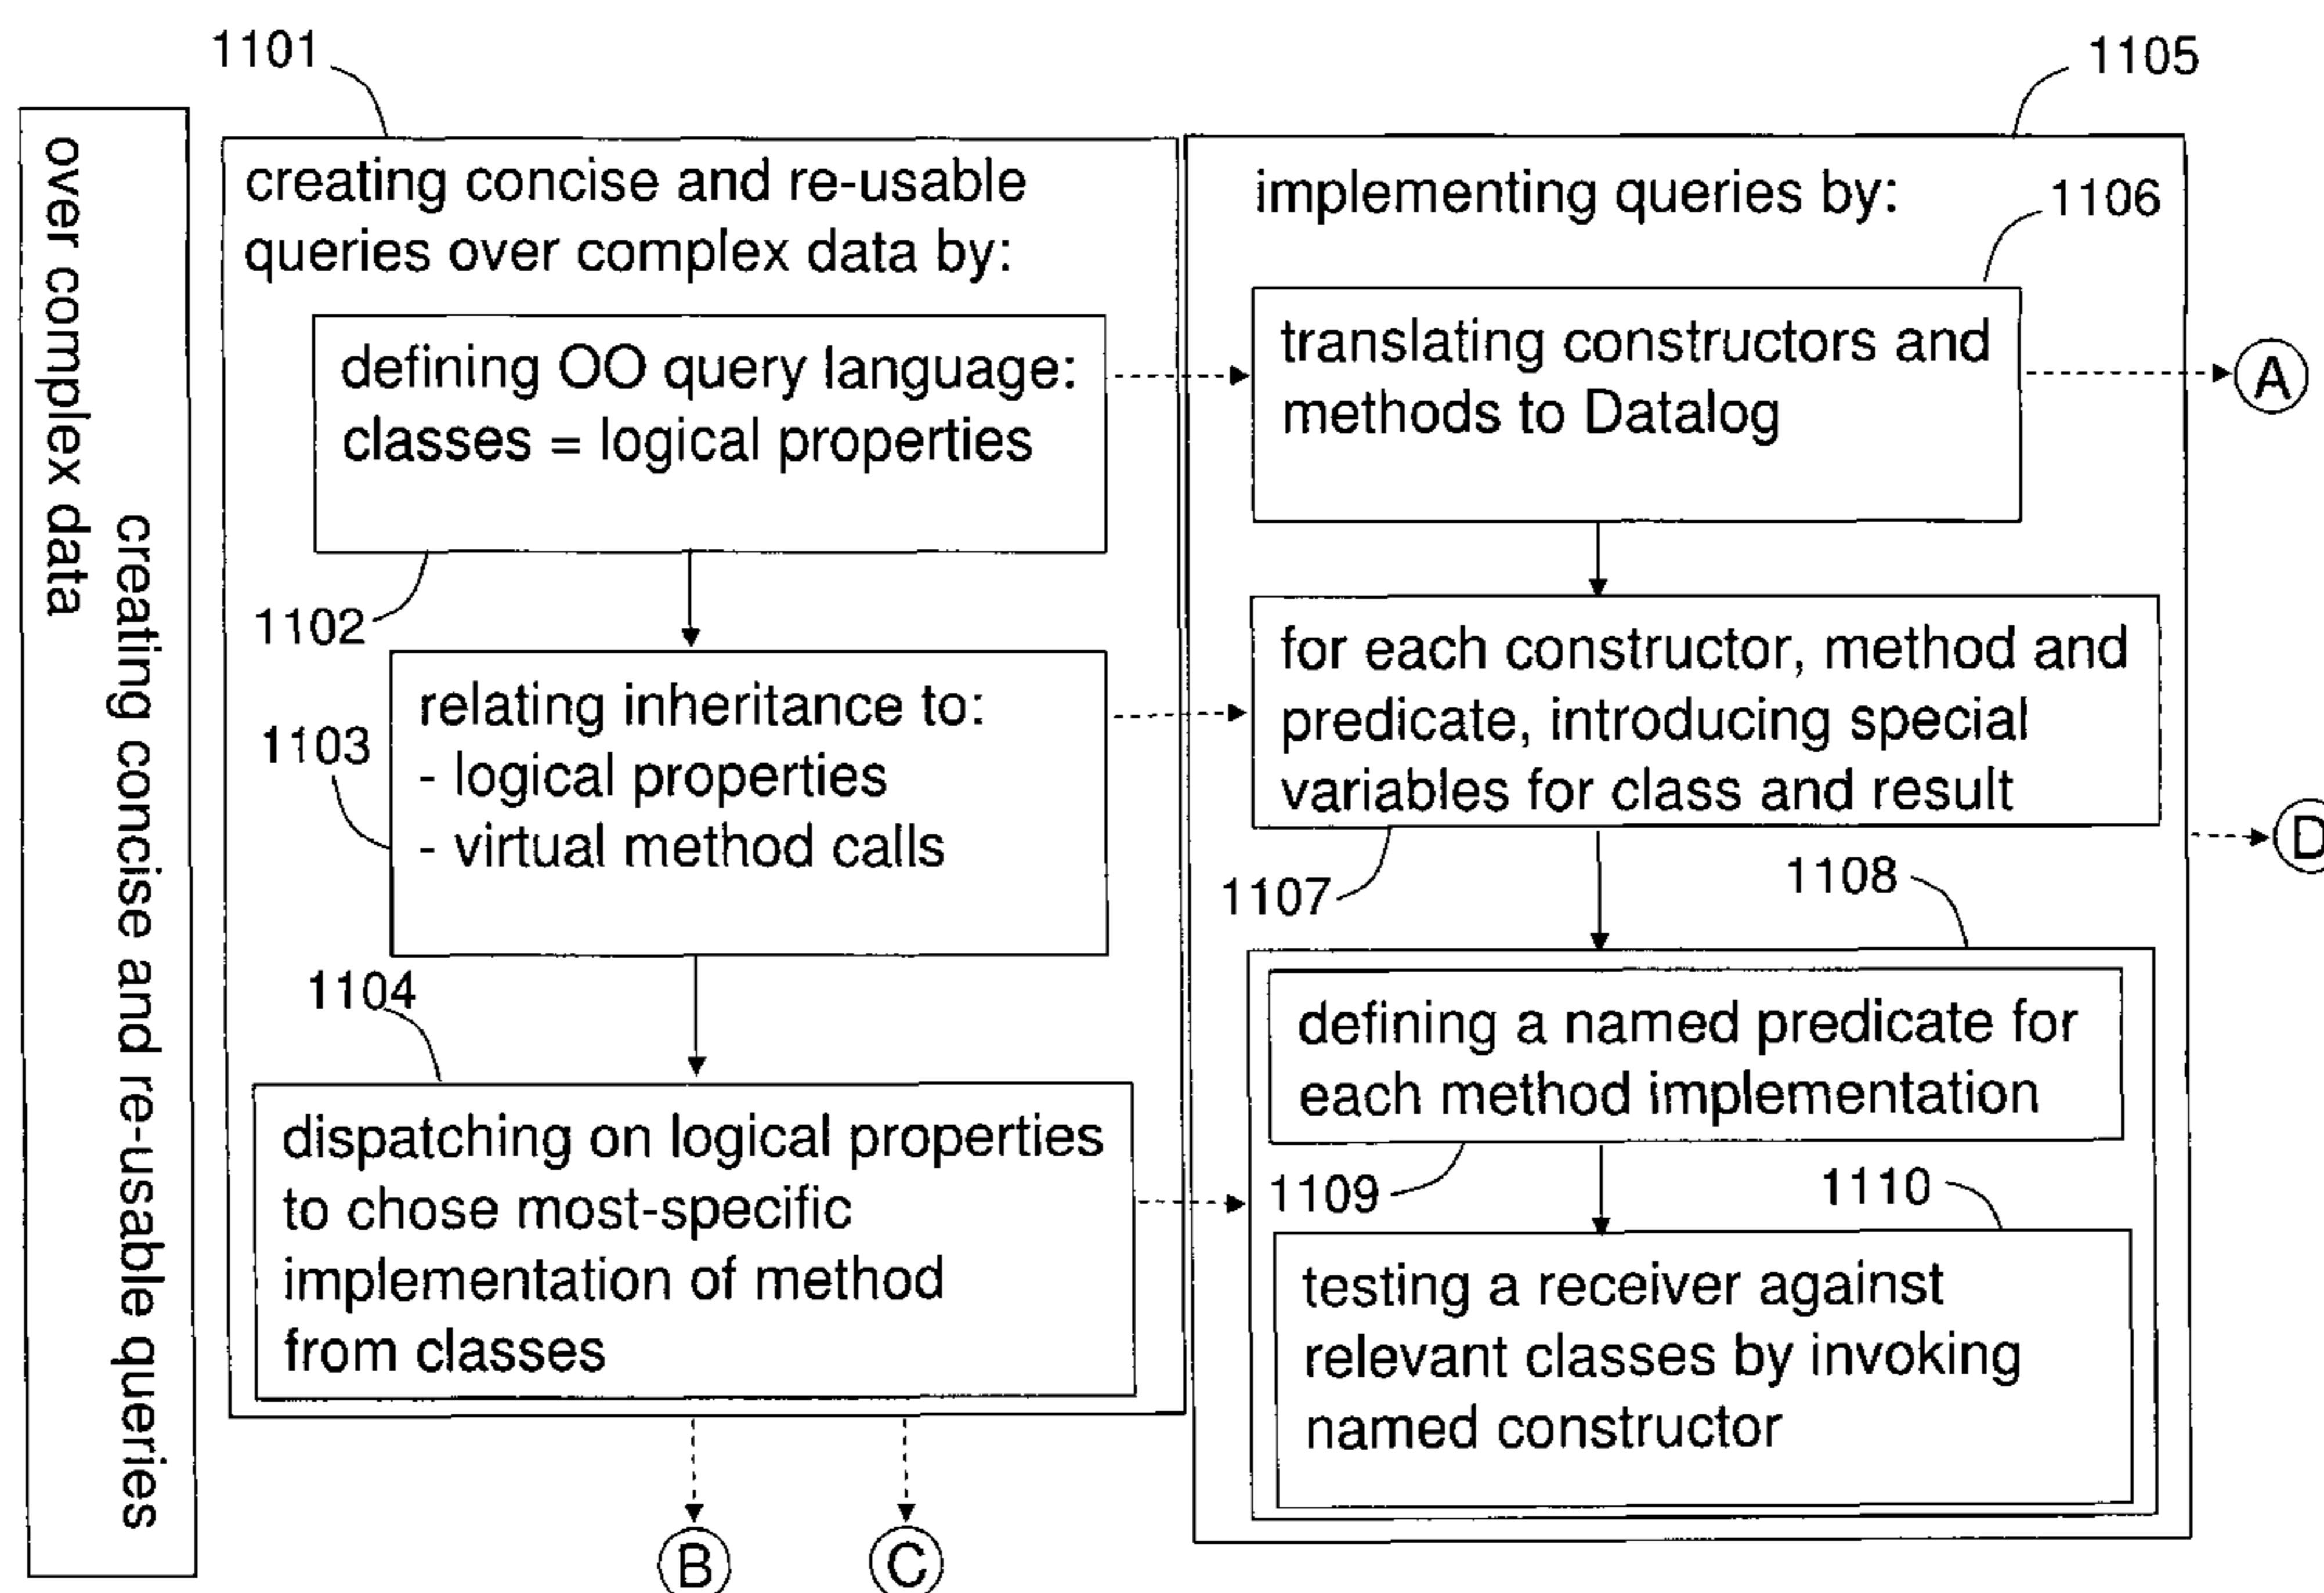 creating concise and re-usable queries
over complex data
1101
creating concise and re-usable
queries over complex data by:
defining OO query language:
classes = logical properties
1102
relating inheritance to:
- logical properties
- virtual method calls
1103
1104
dispatching on logical properties
to chose most-specific
implementation of method
from classes
B
C
1105
implementing queries by:
1106
translating constructors and
methods to Datalog
A
for each constructor, method and
predicate, introducing special
variables for class and result
D
1107
1108
defining a named predicate for
each method implementation
1109
1110
testing a receiver against
relevant classes by invoking
named constructor